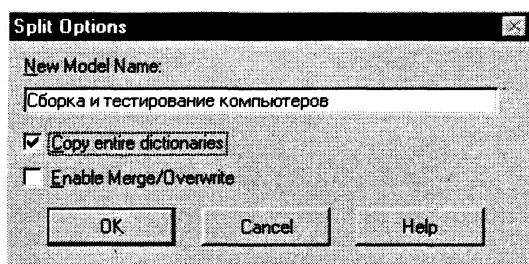 Split Options
New Model Name:
Сборка и тестирование компьютеров
Copy entire dictionaries
Enable Merge/Overwrite
OK Cancel Help